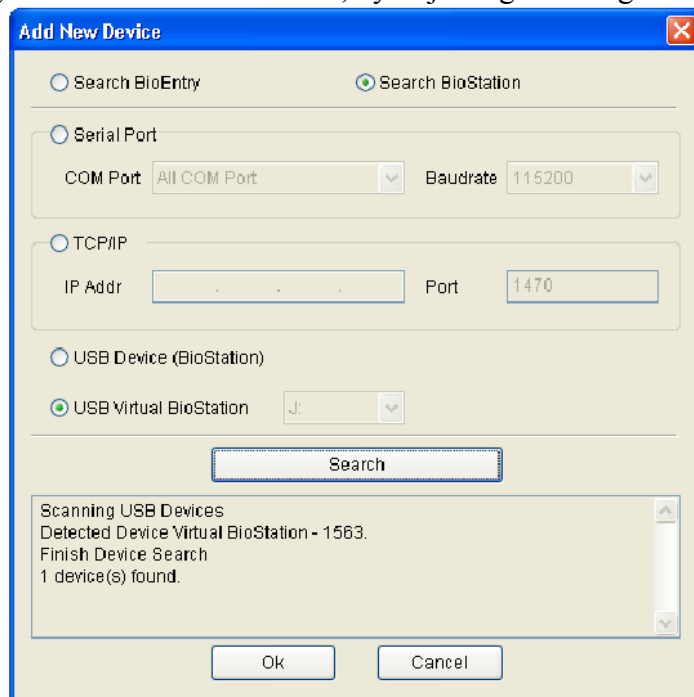 Add New Device
Search BioEntry Search BioStation
Serial Port
COM Port All COM Port Baudrate 115200
TCP/IP
IP Addr . . . Port 1470
USB Device (BioStation)
USB Virtual BioStation J:
Search
Scanning USB Devices
Detected Device Virtual BioStation - 1563.
Finish Device Search
1 device(s) found.
Ok Cancel